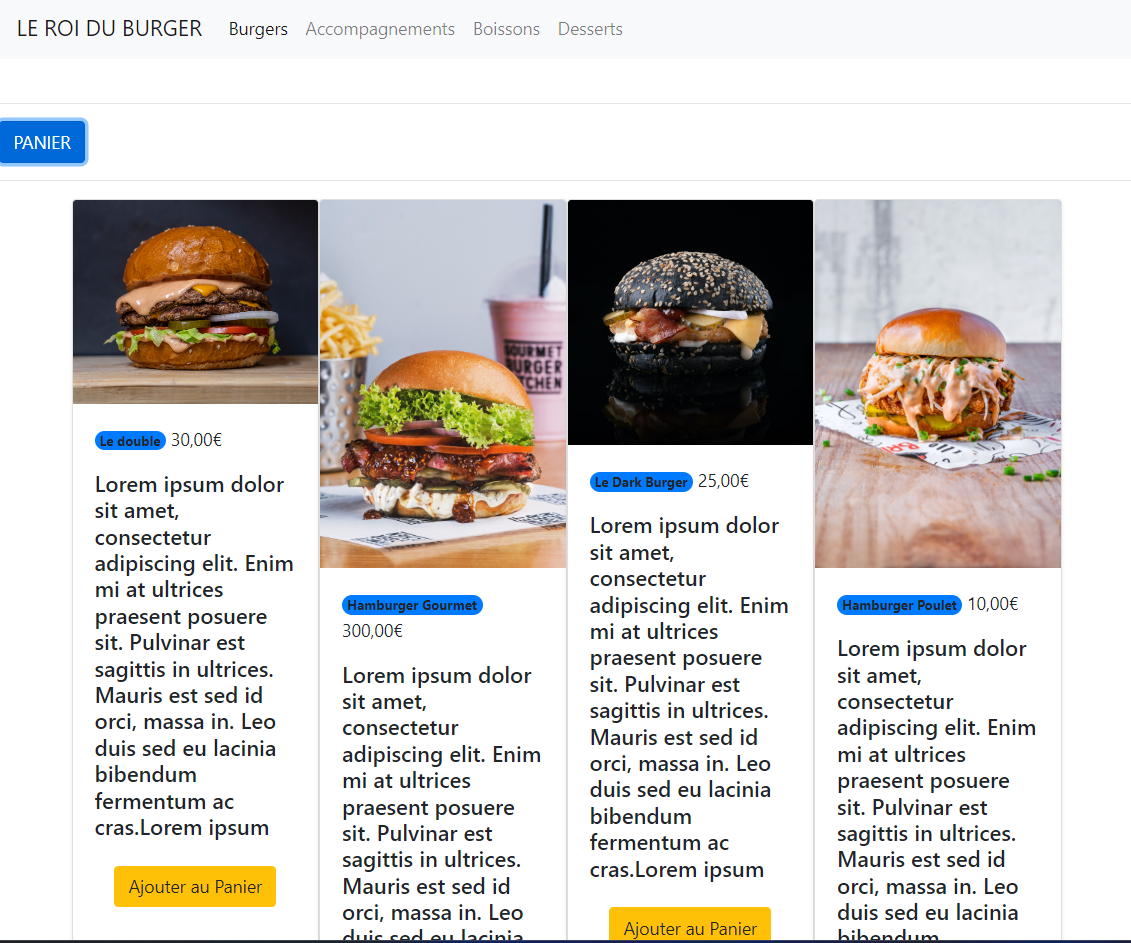 LE ROI DU BURGER Burgers Accompagnements Boissons Desserts
PANIER
GOURMET
BURGER
KITCHEN
Le double 30,00€
Lorem ipsum dolor
sit amet,
consectetur
adipiscing elit. Enim
mi at ultrices
praesent posuere
sit. Pulvinar est
sagittis in ultrices.
Mauris est sed id
orci, massa in. Leo
duis sed eu lacinia
bibendum
fermentum ac
cras.Lorem ipsum
Ajouter au Panier
Hamburger Gourmet
300,00€
Lorem ipsum dolor
sit amet,
consectetur
adipiscing elit. Enim
mi at ultrices
praesent posuere
sit. Pulvinar est
sagittis in ultrices.
Mauris est sed id
orci, massa in. Leo
duis sed eu lacinia
Le Dark Burger 25,00€
Lorem ipsum dolor
sit amet,
consectetur
adipiscing elit. Enim
mi at ultrices
praesent posuere
sit. Pulvinar est
sagittis in ultrices.
Mauris est sed id
orci, massa in. Leo
duis sed eu lacinia
bibendum
fermentum ac
cras.Lorem ipsum
Ajouter au Panier
Hamburger Poulet 10,00€
Lorem ipsum dolor
sit amet,
consectetur
adipiscing elit. Enim
mi at ultrices
praesent posuere
sit. Pulvinar est
sagittis in ultrices.
Mauris est sed id
orci, massa in. Leo
duis sed eu lacinia
bibendum